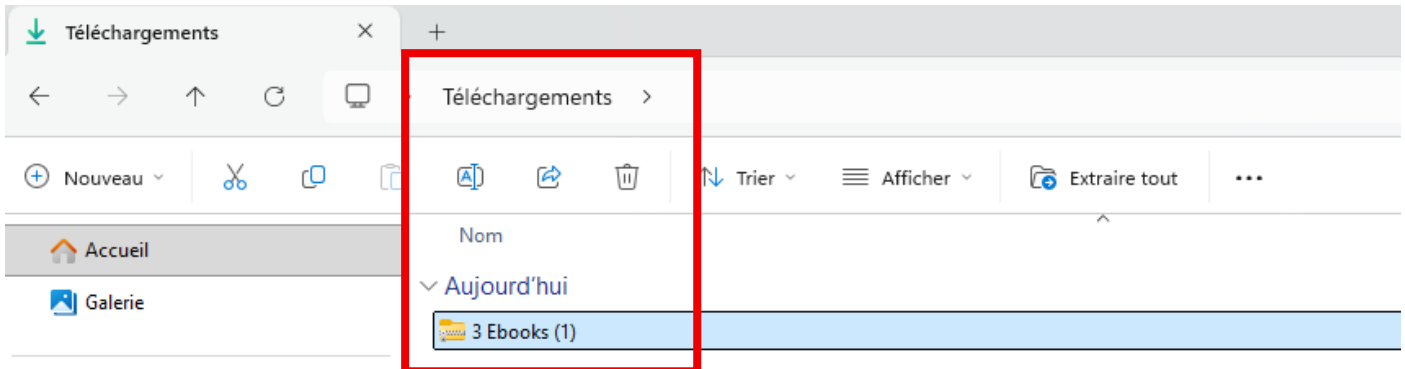 Téléchargements
Téléchargements
Nouveau Trier Afficher Extraire tout
Accueil
Nom
Aujourd'hui
Galerie
3 Ebooks (1)